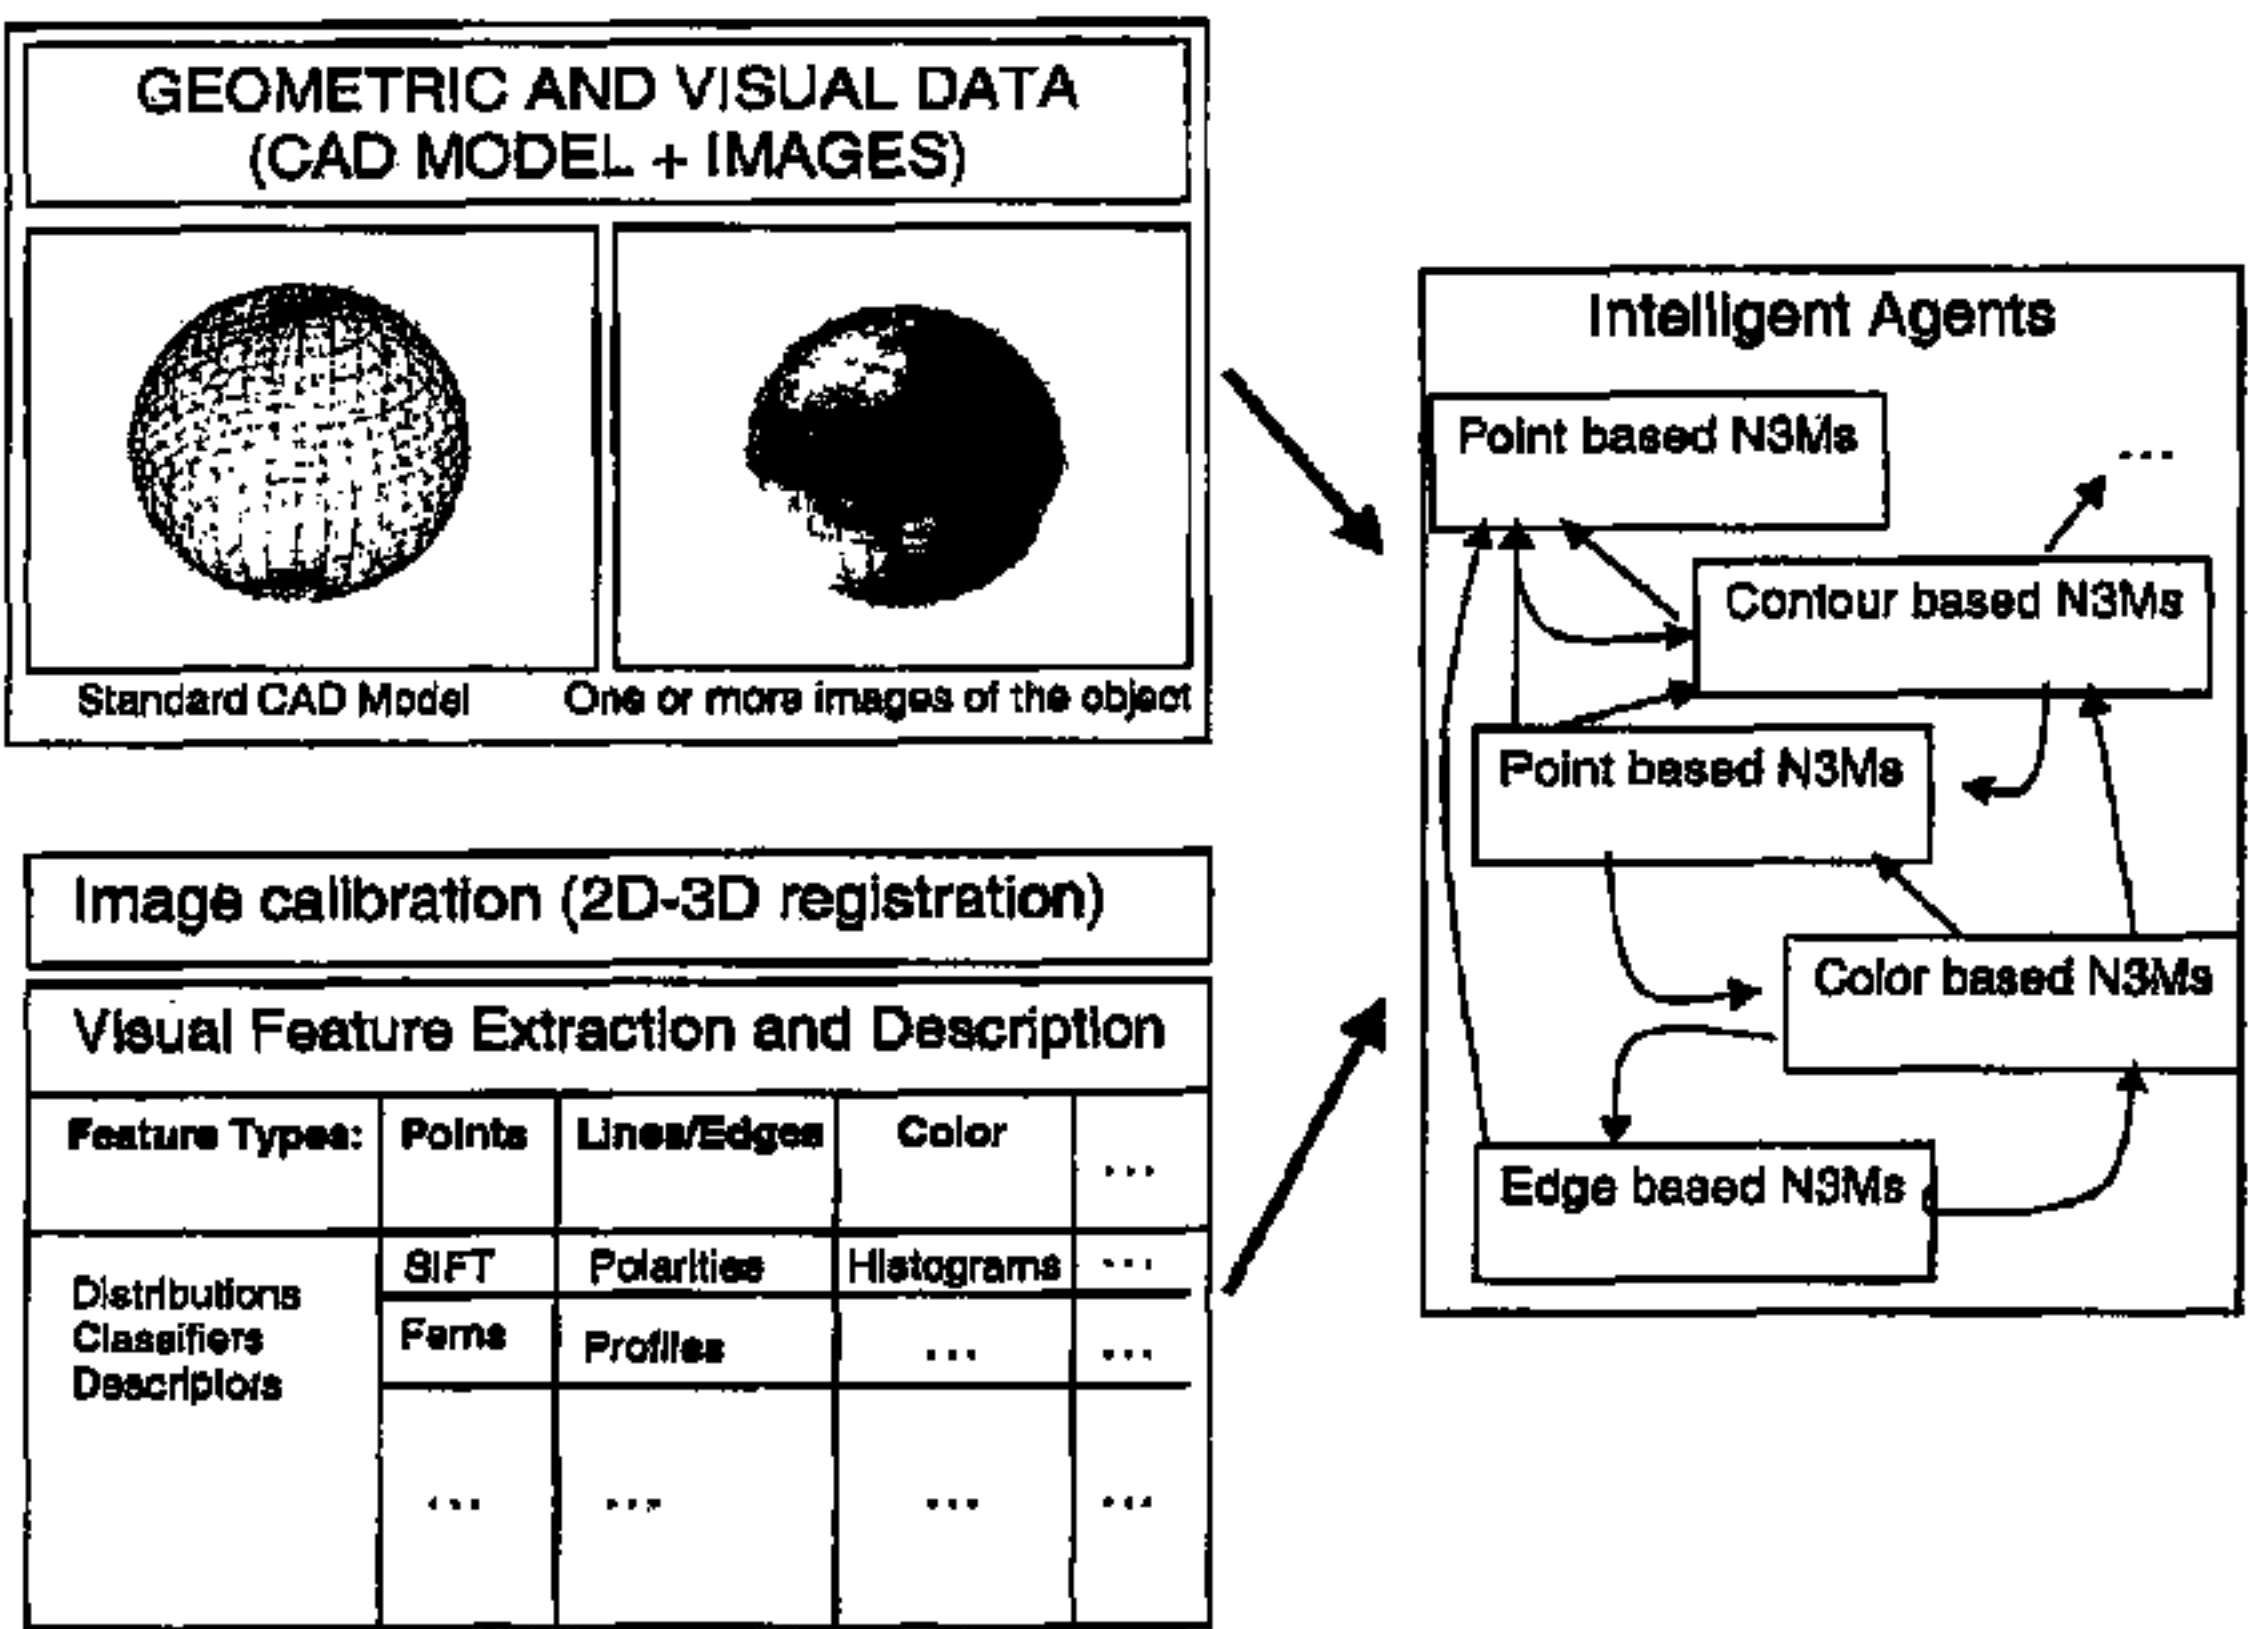 GEOMETRIC AND VISUAL DATA
(CAD MODEL + IMAGES)
Standard CAD Model
One or more images of the object
Image calibration (2D-3D registration)
Visual Feature Extraction and Description
Feature Types: Points Lines/Edges Color ...
Distributions
Classifiers
Descriptors
SIFT Polarities Histograms ...
Ferns Profiles ... ...
... ... ... ...
Intelligent Agents
Point based N3Ms
...
Contour based N3Ms
Point based N3Ms
Color based N3Ms
Edge based N3Ms